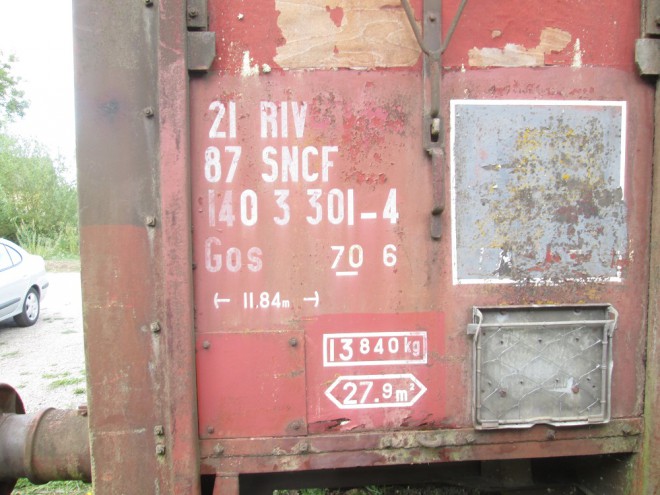 21 RIV
87 SNCF
140 3 301-4
Gos 70 6
← 11,84m →
13 840 kg
27.9 m²